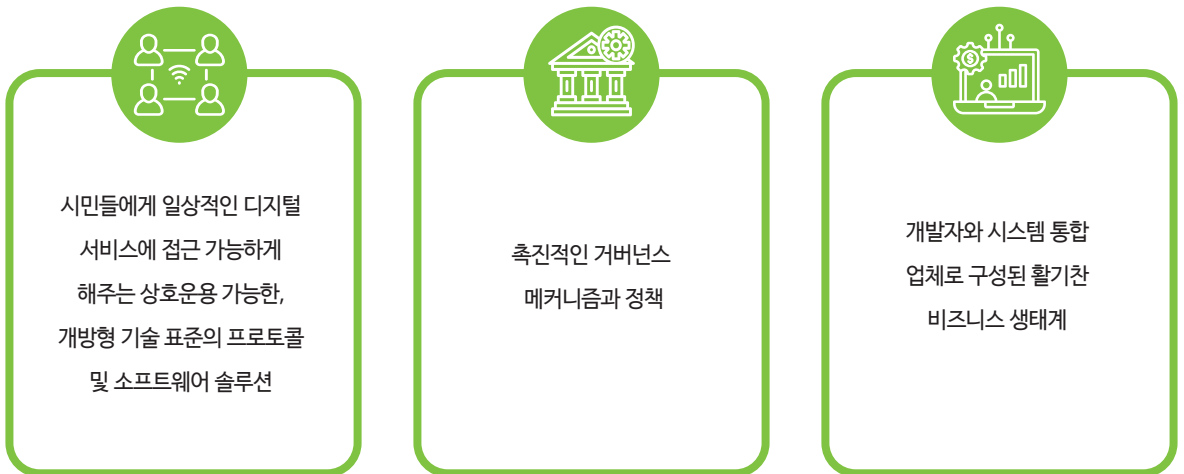 시민들에게 일상적인 디지털
서비스에 접근 가능하게
해주는 상호운용 가능한,
개방형 기술 표준의 프로토콜
및 소프트웨어 솔루션
촉진적인 거버넌스
메커니즘과 정책
개발자와 시스템 통합
업체로 구성된 활기찬
비즈니스 생태계